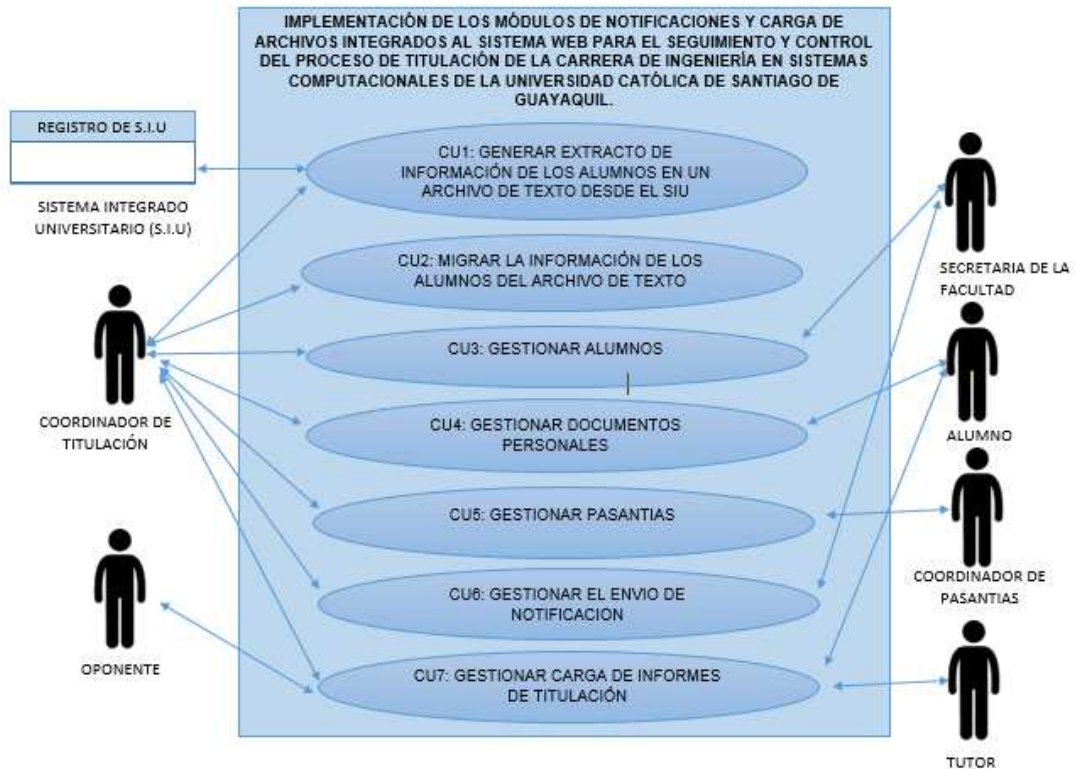 IMPLEMENTACIÓN DE LOS MÓDULOS DE NOTIFICACIONES Y CARGA DE
ARCHIVOS INTEGRADOS AL SISTEMA WEB PARA EL SEGUIMIENTO Y CONTROL
DEL PROCESO DE TITULACIÓN DE LA CARRERA DE INGENIERÍA EN SISTEMAS
COMPUTACIONALES DE LA UNIVERSIDAD CATÓLICA DE SANTIAGO DE
GUAYAQUIL.
REGISTRO DE S.I.U
SISTEMA INTEGRADO
UNIVERSITARIO (S.I.U)
COORDINADOR DE
TITULACIÓN
OPONENTE
CU1: GENERAR EXTRACTO DE
INFORMACIÓN DE LOS ALUMNOS EN UN
ARCHIVO DE TEXTO DESDE EL SIU
CU2: MIGRAR LA INFORMACIÓN DE LOS
ALUMNOS DEL ARCHIVO DE TEXTO
CU3: GESTIONAR ALUMNOS
CU4: GESTIONAR DOCUMENTOS
PERSONALES
CU5: GESTIONAR PASANTIAS
CU6: GESTIONAR EL ENVIO DE
NOTIFICACION
CU7: GESTIONAR CARGA DE INFORMES
DE TITULACIÓN
SECRETARIA DE LA
FACULTAD
ALUMNO
COORDINADOR DE
PASANTIAS
TUTOR